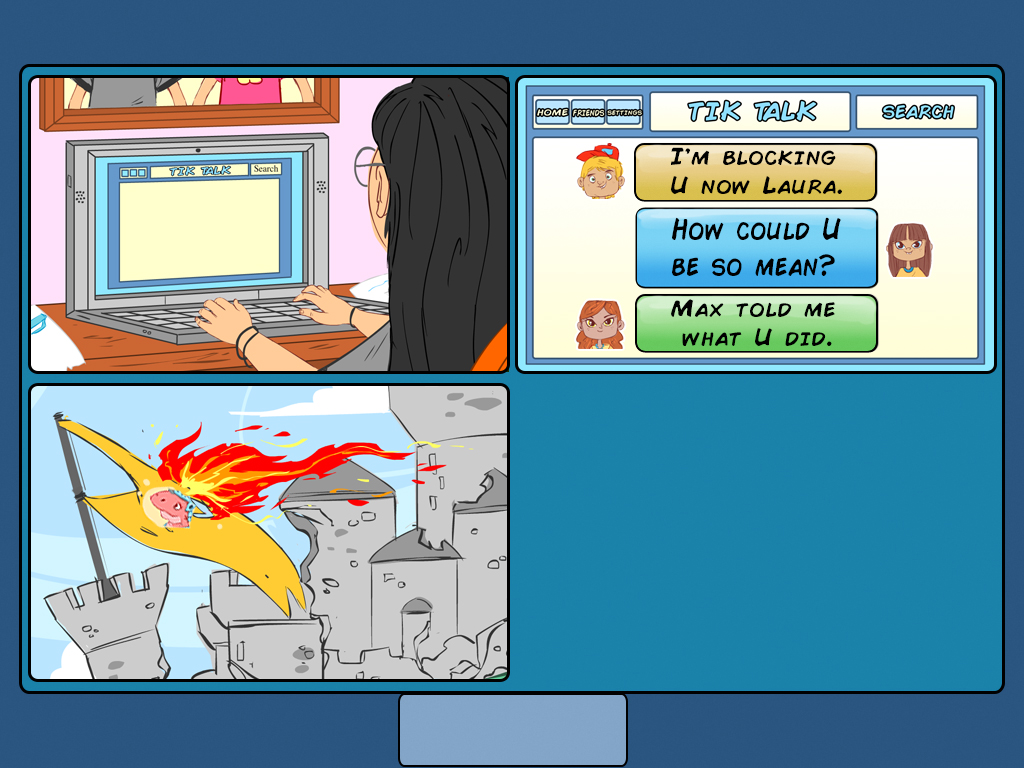 TIK TALK Search
HOME FRIENDS SETTINGS TIK TALK SEARCH
I'M BLOCKING
U NOW LAURA.
HOW COULD U
BE SO MEAN?
MAX TOLD ME
WHAT U DID.